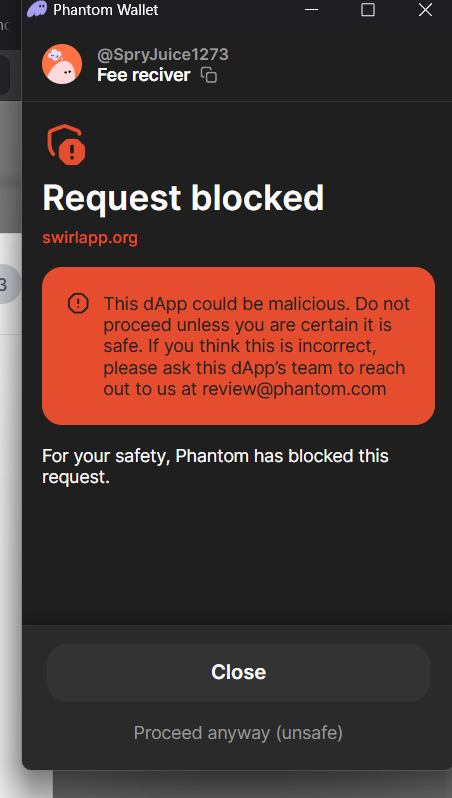 Phantom Wallet
@SpryJuice1273
Fee reciver
Request blocked
swirlapp.org
3
This dApp could be malicious. Do not
proceed unless you are certain it is
safe. If you think this is incorrect,
please ask this dApp's team to reach
out to us at review@phantom.com
For your safety, Phantom has blocked this
request.
Close
Proceed anyway (unsafe)